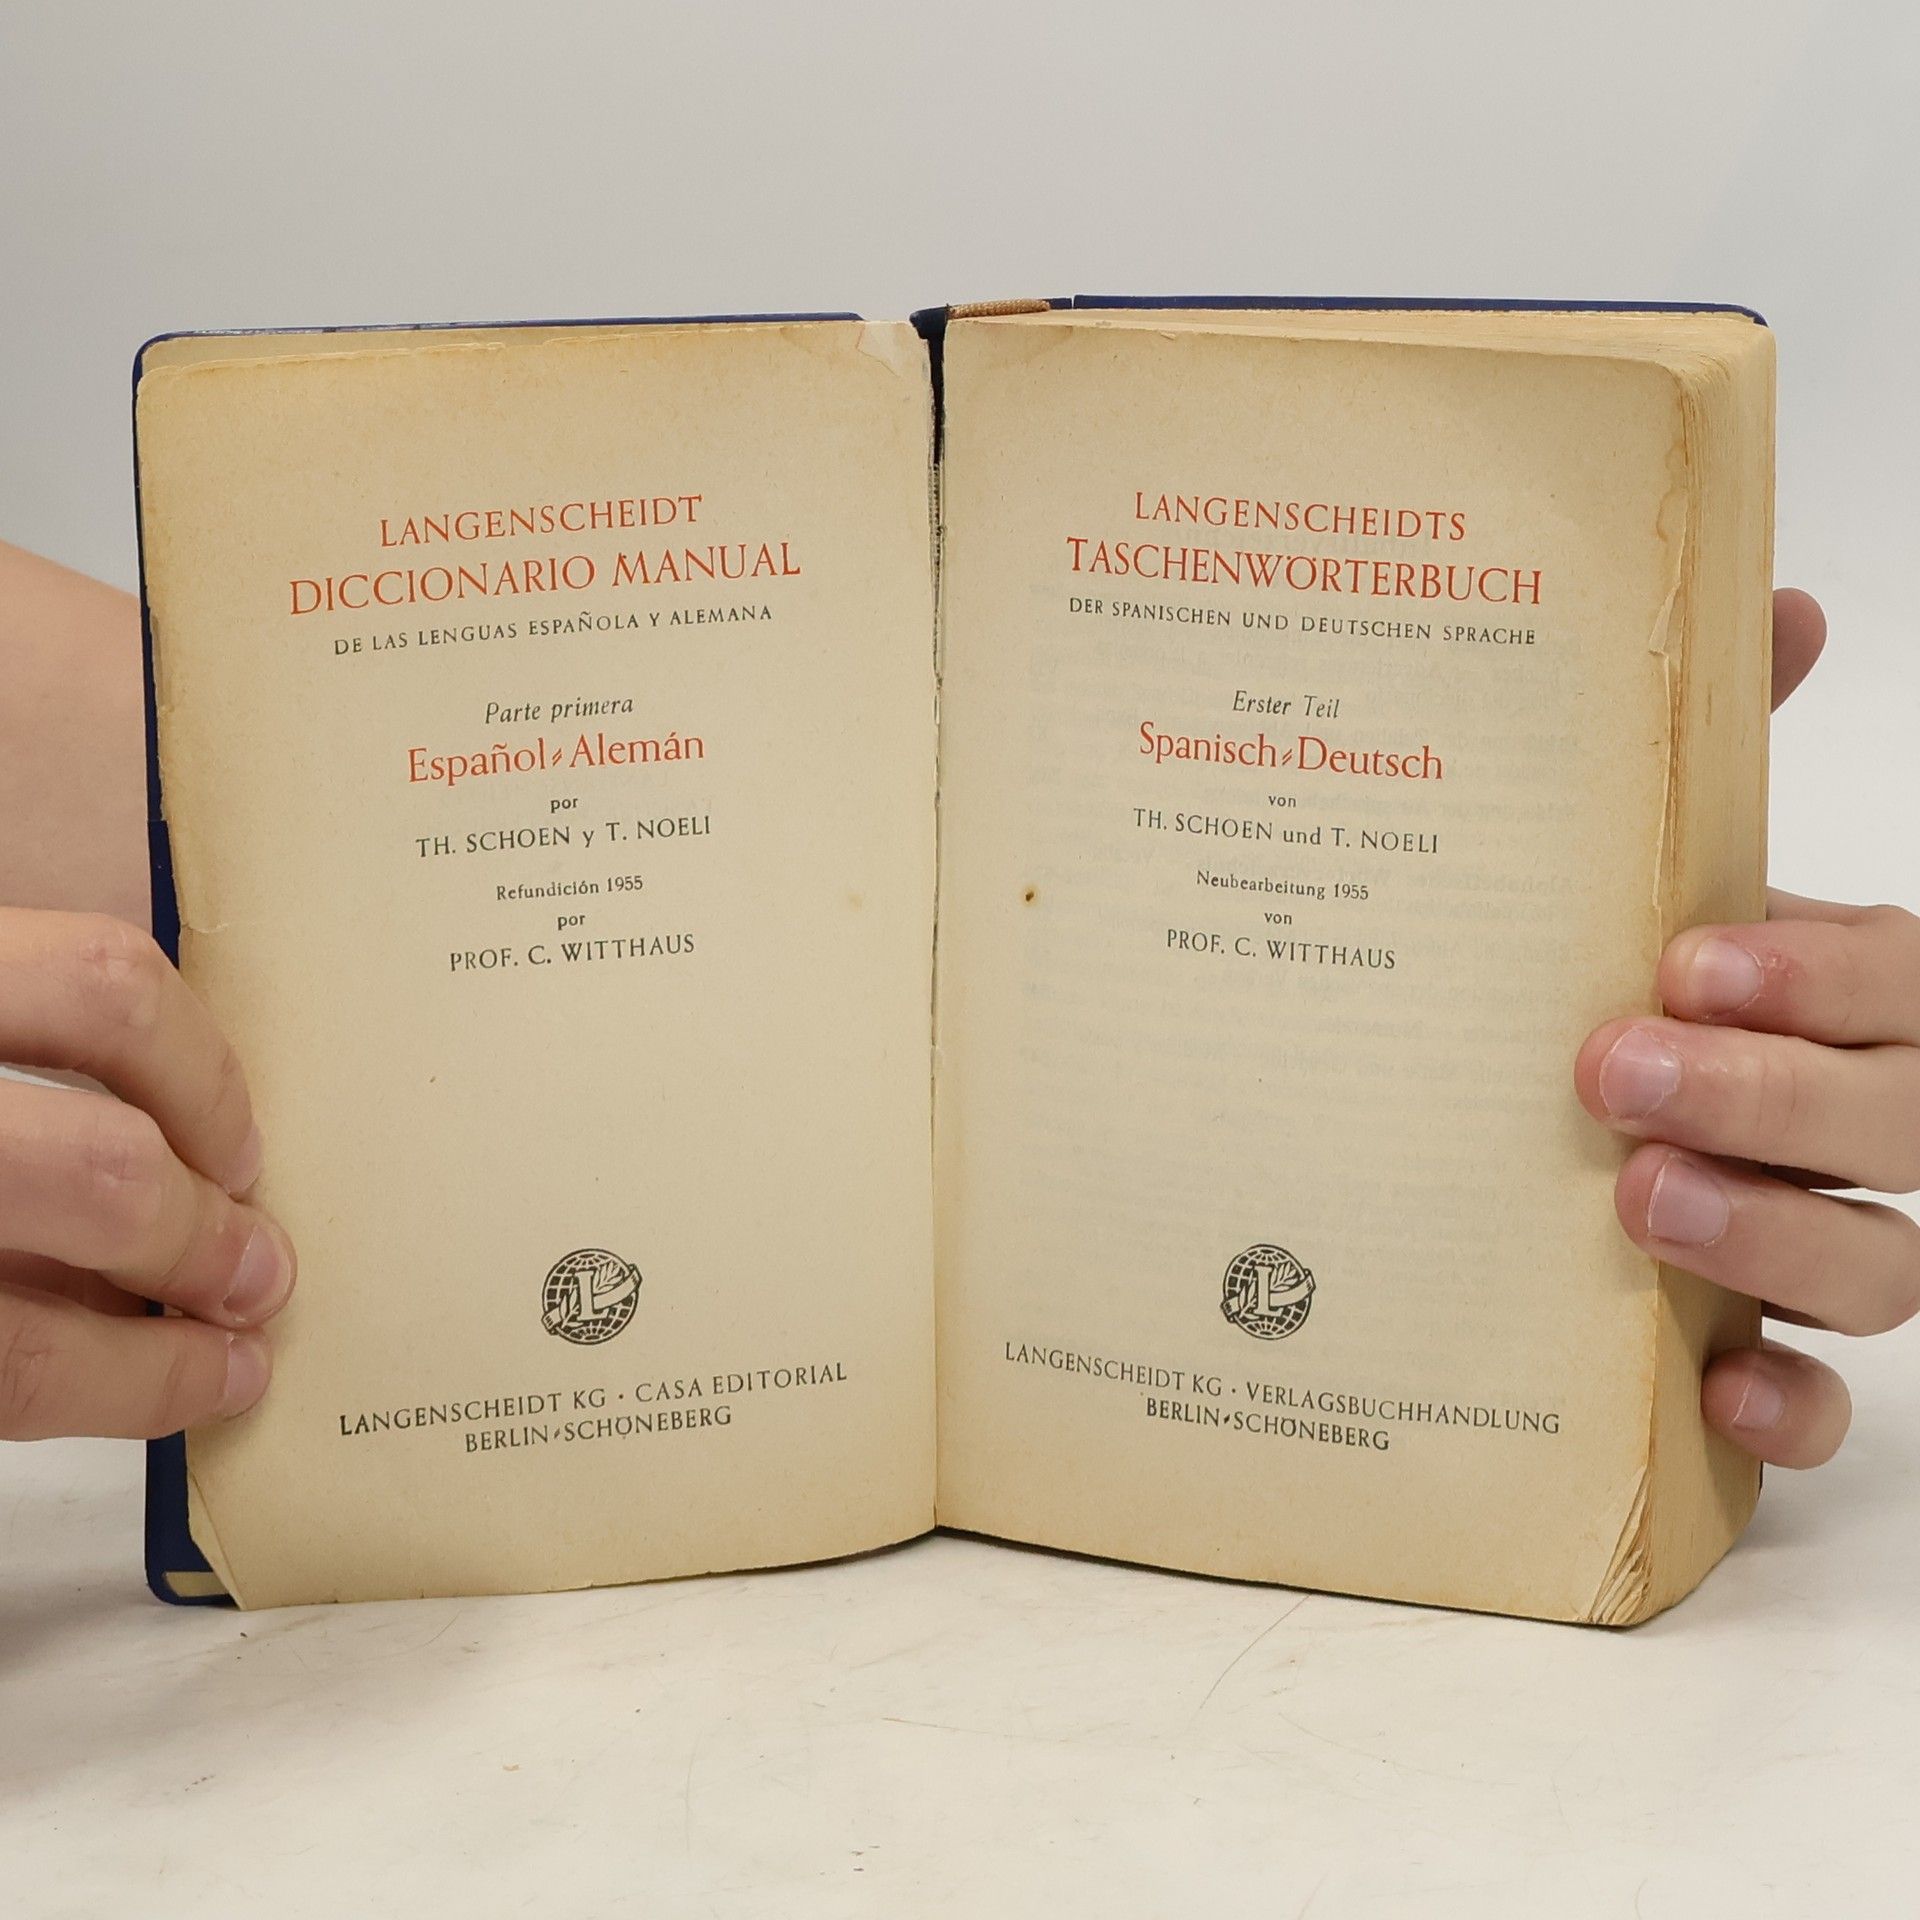 LANGENSCHEIDT
DICCIONARIO MANUAL
DE LAS LENGUAS ESPAÑOLA Y ALEMANA
Parte primera
Español-Alemán
por
TH. SCHOEN y T. NOELI
Refundición 1955
por
PROF. C. WITTHAUS
L
LANGENSCHEIDT KG · CASA EDITORIAL
BERLIN-SCHÖNEBERG
LANGENSCHEIDTS
TASCHENWÖRTERBUCH
DER SPANISCHEN UND DEUTSCHEN SPRACHE
Erster Teil
Spanisch-Deutsch
von
TH. SCHOEN und T. NOELI
Neubearbeitung 1955
von
PROF. C. WITTHAUS
L
LANGENSCHEIDT KG · VERLAGSBUCHHANDLUNG
BERLIN-SCHÖNEBERG